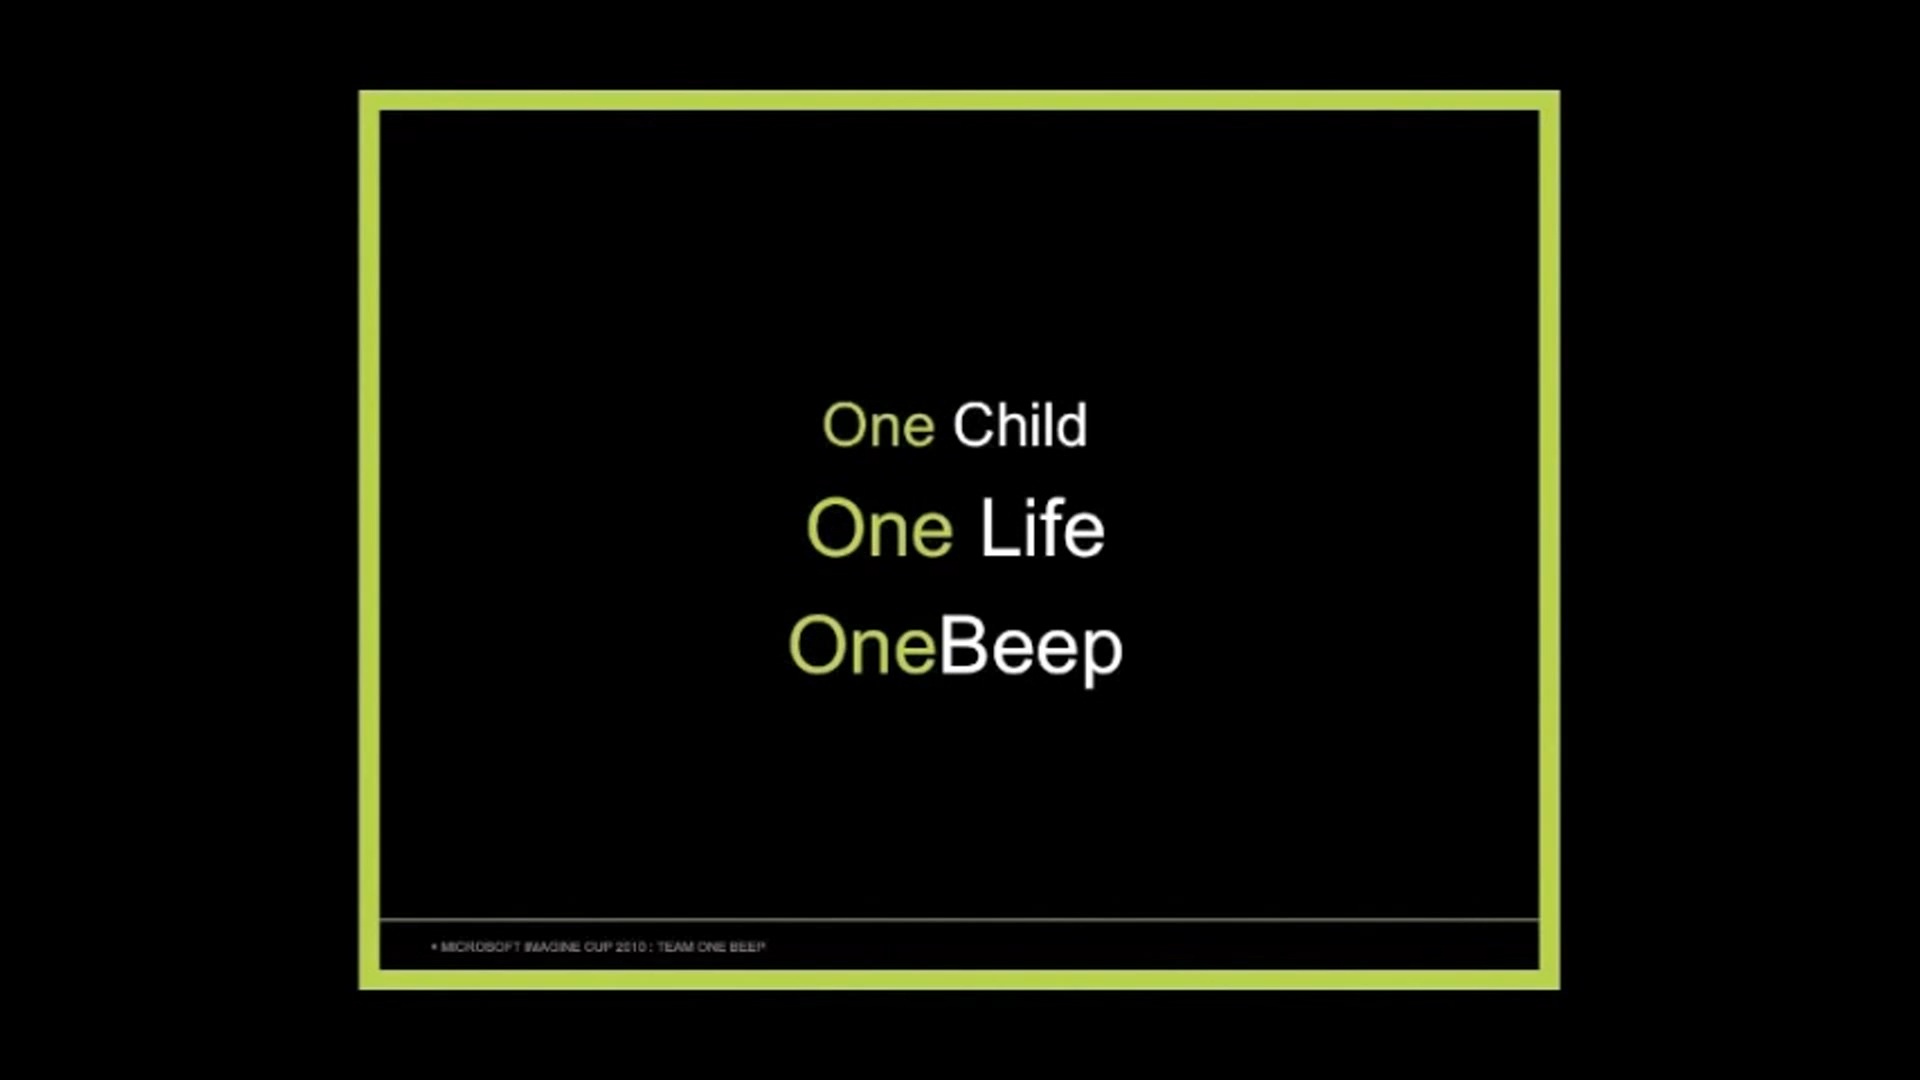 One Child
One Life
OneBeep
• MICROSOFT IMAGINE CUP 2010 : TEAM ONE BEEP